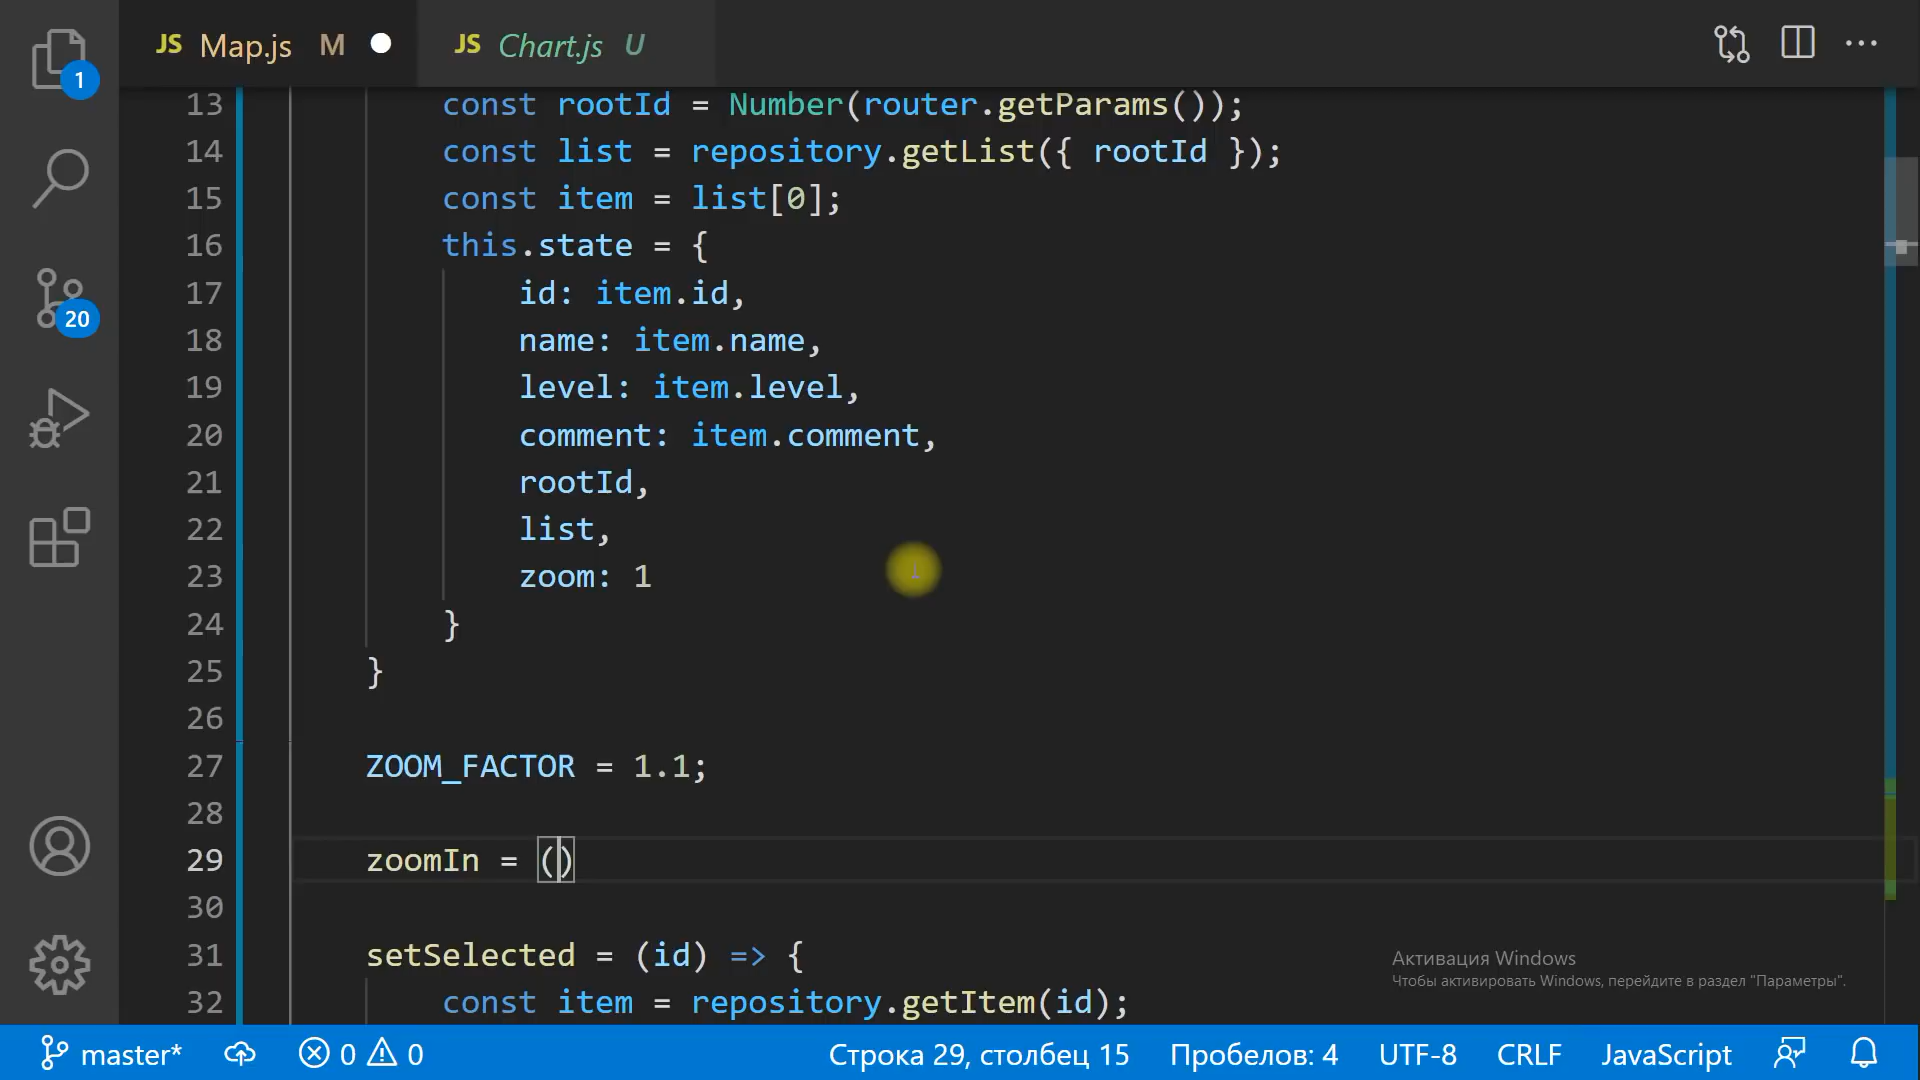 JS Map.js M JS Chart.js U
1
20
13 const rootId = Number(router.getParams());
14 const list = repository.getList({ rootId });
15 const item = list[0];
16 this.state = {
17 id: item.id,
18 name: item.name,
19 level: item.level,
20 comment: item.comment,
21 rootId,
22 list,
23 zoom: 1
24 }
25 }
26
27 ZOOM_FACTOR = 1.1;
28
29 zoomIn = ()
30
31 setSelected = (id) => {
32 const item = repository.getItem(id);
Активация Windows
Чтобы активировать Windows, перейдите в раздел "Параметры".
master* 0 0 Строка 29, столбец 15 Пробелов: 4 UTF-8 CRLF JavaScript